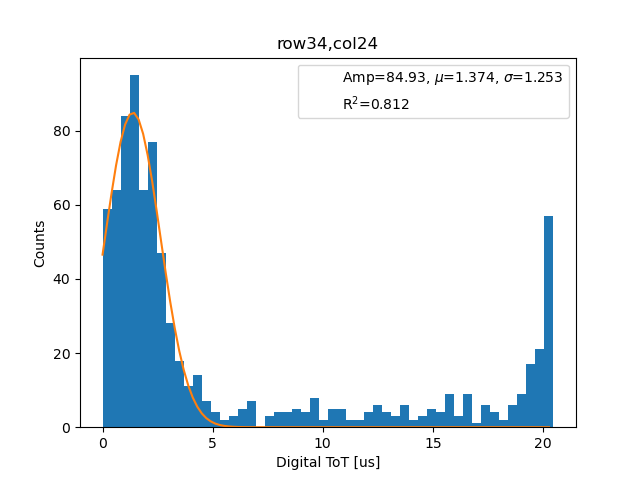 row34,col24
Amp=84.93, μ=1.374, σ=1.253
R²=0.812
Counts
80
60
40
20
0
0 5 10 15 20
Digital ToT [us]